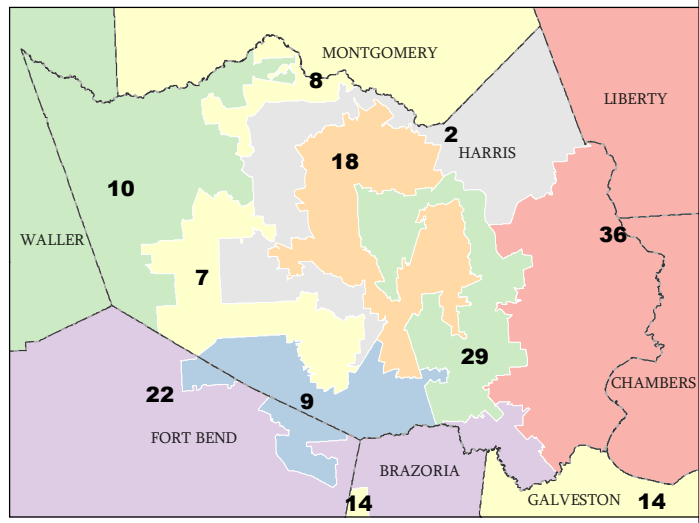 MONTGOMERY
8
LIBERTY
2
HARRIS
18
10
36
WALLER
7
29
CHAMBERS
22
9
FORT BEND
BRAZORIA
14
GALVESTON 14